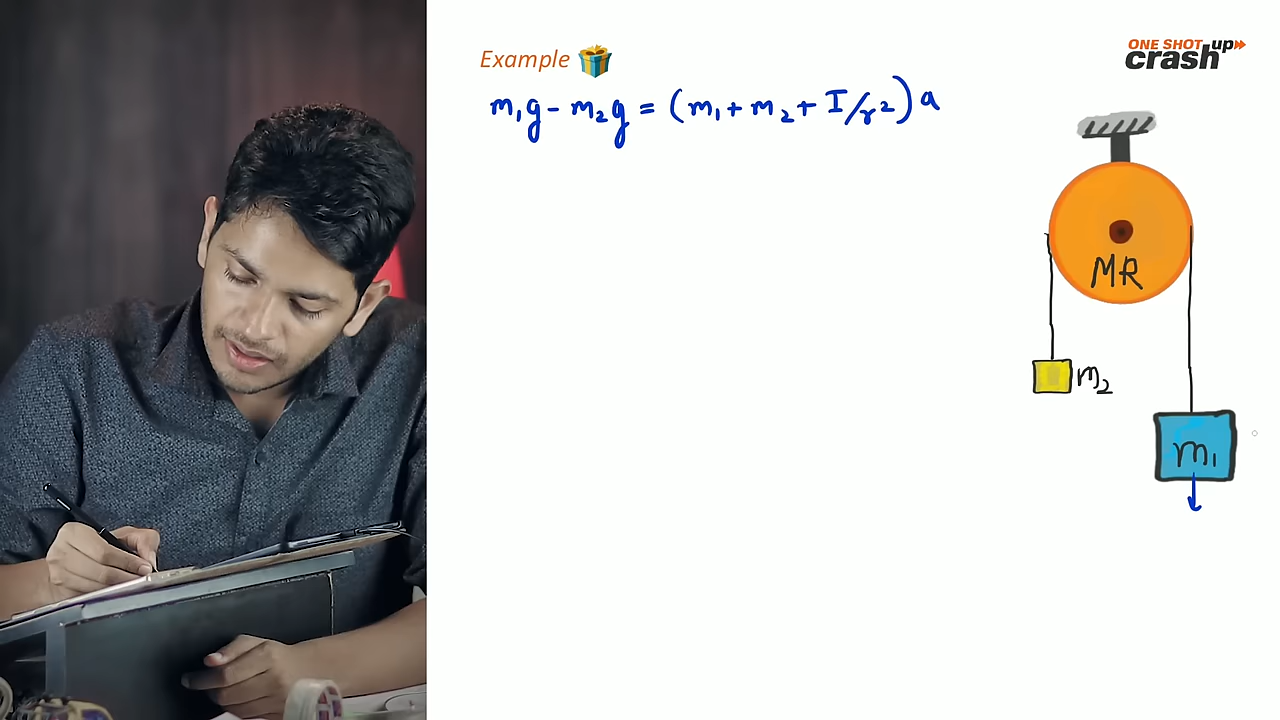 Example
ONE SHOT up
crash
m₁g - m₂g = (m₁ + m₂ + I/r²) a
MR
m₂
m₁